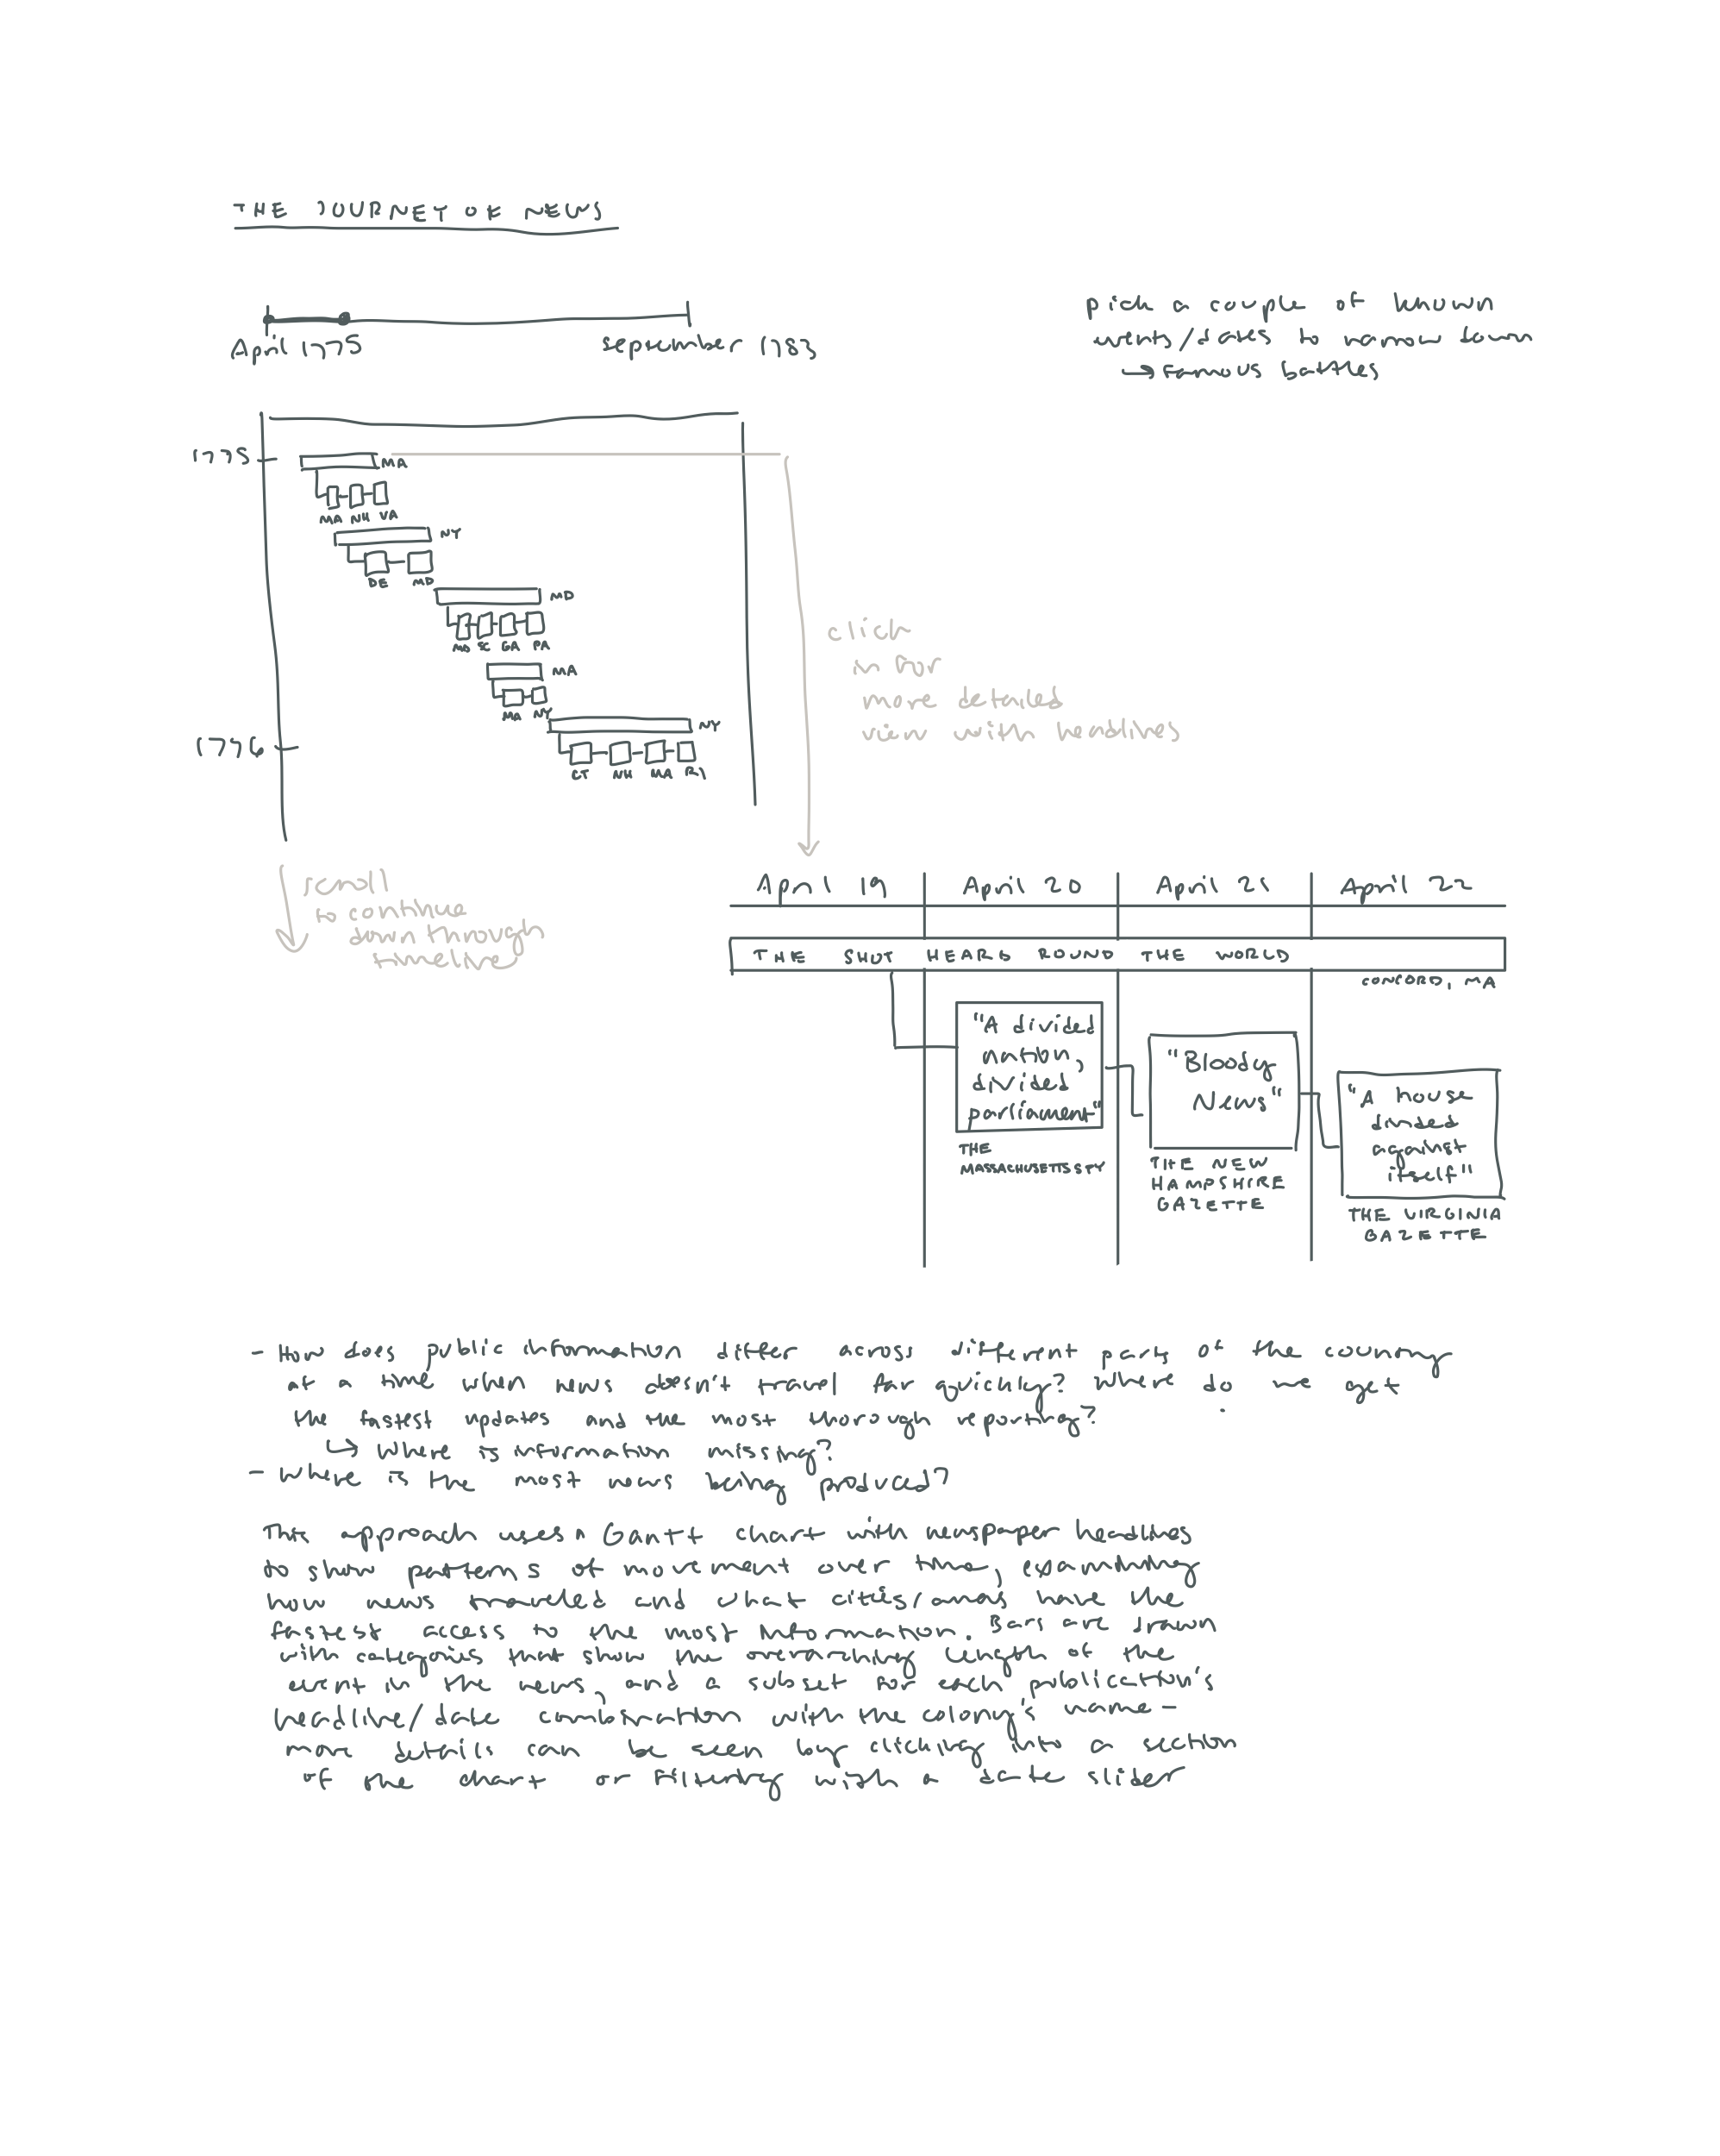 THE JOURNEY OF NEWS
April 1775
September 1783
pick a couple of known
events/dates to narrow down
↳ famous battles
1775
MA
MA NH VA
NY
DE MD
MD
MD SC GA PA
MA
MA NY
1776
NY
CT NH MA RI
click
in for
more detailed
view with headlines
scroll
to continue
down through
timeline
April 19 April 20 April 21 April 22
THE SHOT HEARD ROUND THE WORLD
CONCORD, MA
"A divided
nation,
divided
parliament"
THE
MASSACHUSETTS SPY
"Bloody
News"
THE NEW
HAMPSHIRE
GAZETTE
"A house
divided
against
itself"
THE VIRGINIA
GAZETTE
- How does public information differ across different parts of the country
at a time when news doesn't travel far quickly? Where do we get
the fastest updates and the most thorough reporting?
↳ Where is information missing?
- Where is the most news being produced?
This approach uses a Gantt chart with newspaper headlines
to show patterns of movement over time, examining
how news traveled and what cities/areas have the
fastest access to the most information. Bars are drawn
with categories that show the overarching length of the
event in the news, and a subset for each publication's
headline/date combination with the colony's name -
more details can be seen by clicking into a section
of the chart or filtering with a date slider